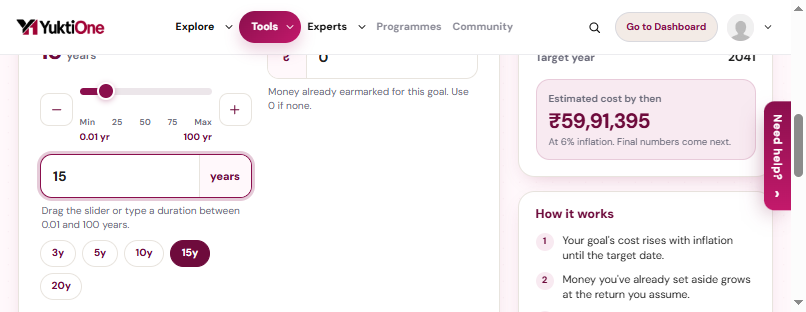 YuktiOne
Explore Tools Experts Programmes Community Go to Dashboard
years
0
Money already earmarked for this goal. Use
0 if none.
− +
Min 25 50 75 Max
0.01 yr 100 yr
15 years
Drag the slider or type a duration between
0.01 and 100 years.
3y 5y 10y 15y
20y
Target year 2041
Estimated cost by then
₹59,91,395
At 6% inflation. Final numbers come next.
How it works
1 Your goal's cost rises with inflation
until the target date.
2 Money you've already set aside grows
at the return you assume.
Need help? ›